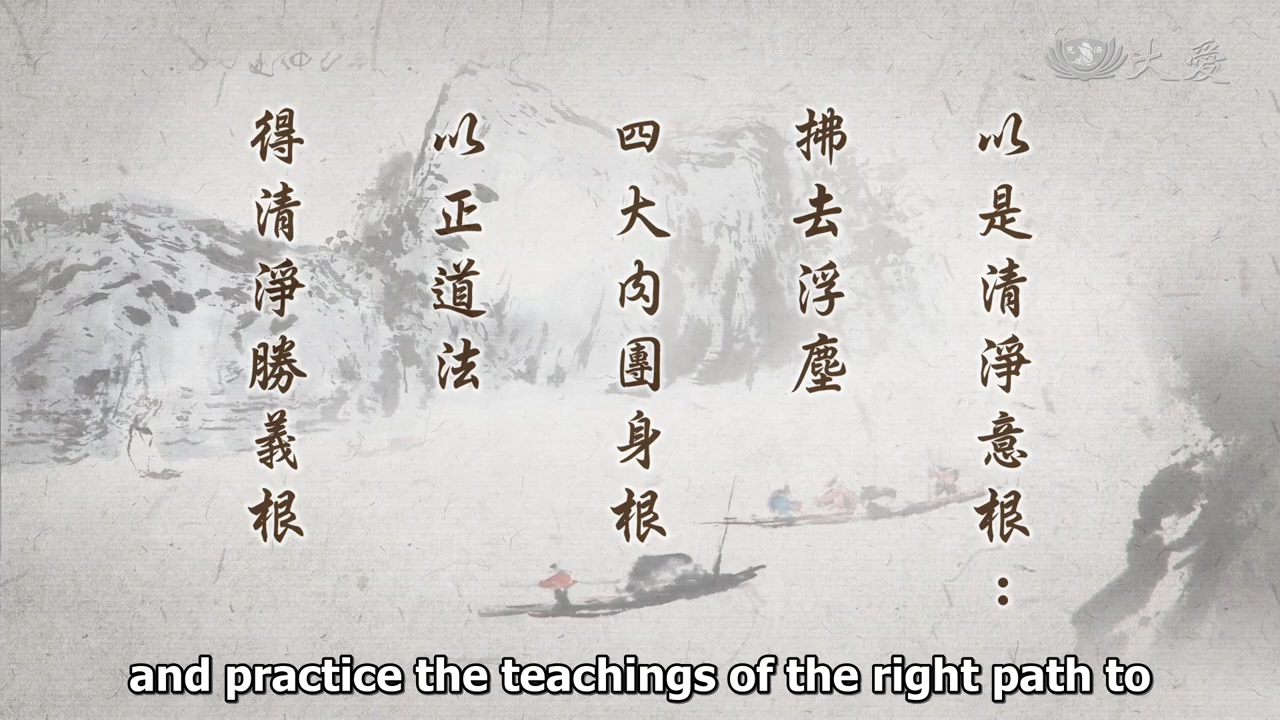 大愛
以是清淨意根：
拂去浮塵
四大內團身根
以正道法
得清淨勝義根
and practice the teachings of the right path to